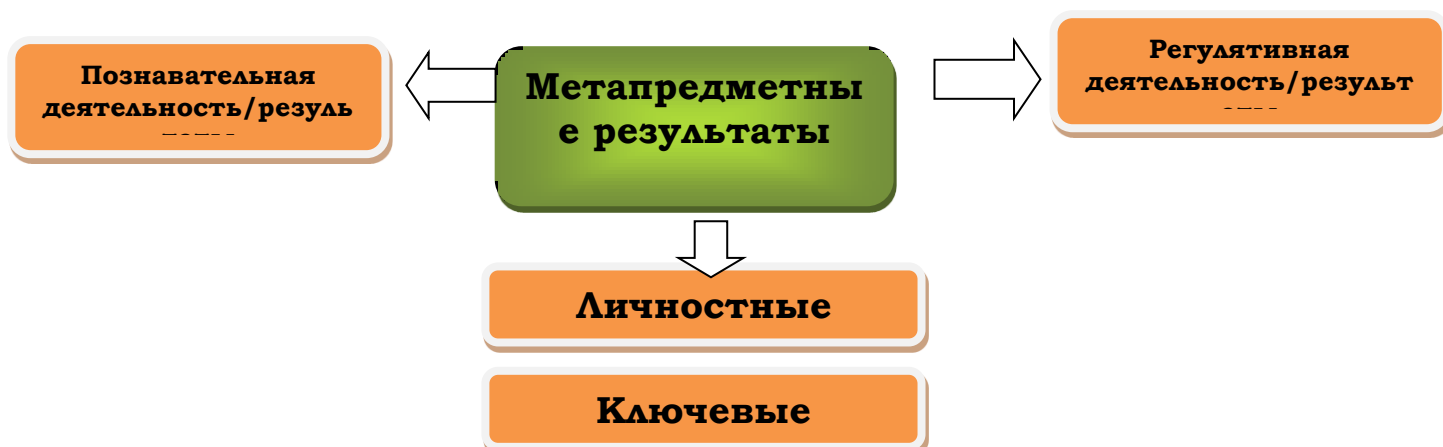 Познавательная
деятельность/резуль
Метапредметны
е результаты
Регулятивная
деятельность/результ
Личностные
Ключевые